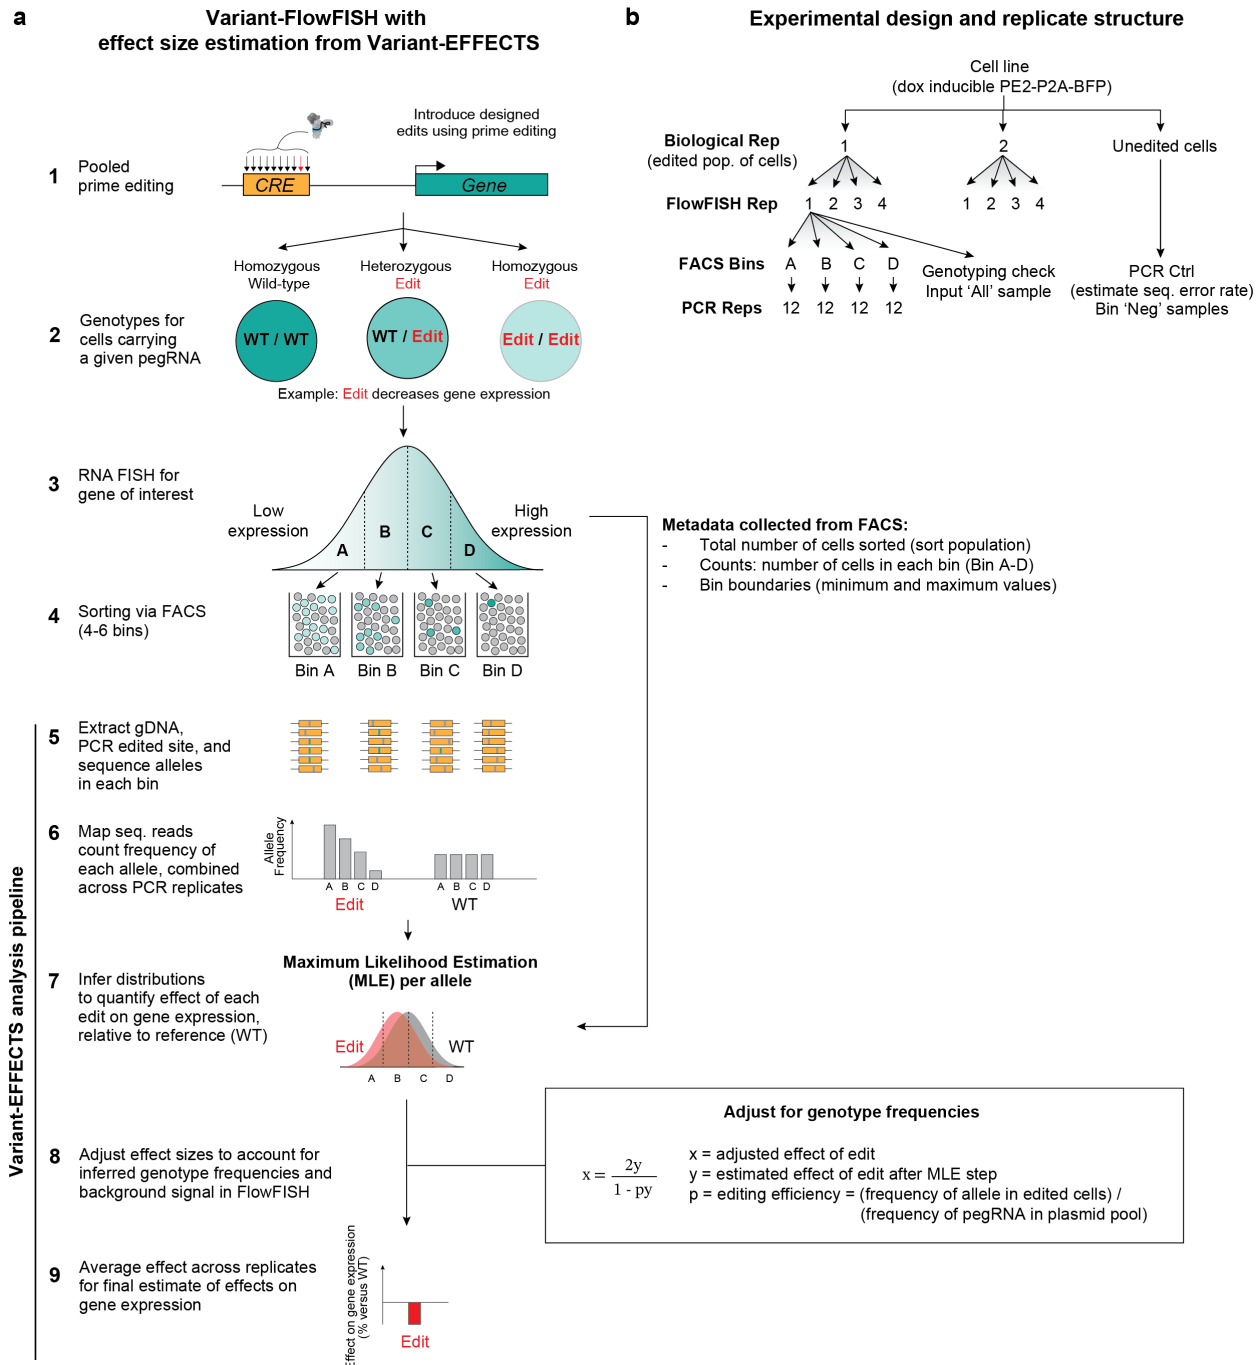 a
Variant-FlowFISH with
effect size estimation from Variant-EFFECTS
1
Pooled
prime editing
Introduce designed
edits using prime editing
CRE
Gene
Homozygous
Wild-type
Heterozygous
Edit
Homozygous
Edit
2
Genotypes for
cells carrying
a given pegRNA
WT / WT
WT / Edit
Edit / Edit
Example: Edit decreases gene expression
3
RNA FISH for
gene of interest
Low
expression
High
expression
A
B
C
D
4
Sorting via FACS
(4-6 bins)
Bin A
Bin B
Bin C
Bin D
Variant-EFFECTS analysis pipeline
5
Extract gDNA,
PCR edited site, and
sequence alleles
in each bin
6
Map seq. reads
count frequency of
each allele, combined
across PCR replicates
Allele
Frequency
A B C D
Edit
A B C D
WT
7
Infer distributions
to quantify effect of each
edit on gene expression,
relative to reference (WT)
Maximum Likelihood Estimation
(MLE) per allele
Edit
WT
A B C D
8
Adjust effect sizes to account for
inferred genotype frequencies and
background signal in FlowFISH
Adjust for genotype frequencies
x = 2y
1 - py
x = adjusted effect of edit
y = estimated effect of edit after MLE step
p = editing efficiency = (frequency of allele in edited cells) /
(frequency of pegRNA in plasmid pool)
9
Average effect across replicates
for final estimate of effects on
gene expression
Effect on gene expression
(% versus WT)
Edit
b
Experimental design and replicate structure
Cell line
(dox inducible PE2-P2A-BFP)
Biological Rep
(edited pop. of cells)
1
2
Unedited cells
FlowFISH Rep
1 2 3 4
1 2 3 4
FACS Bins
A B C D
PCR Reps
12 12 12 12
Genotyping check
Input ‘All’ sample
PCR Ctrl
(estimate seq. error rate)
Bin ‘Neg’ samples
Metadata collected from FACS:
- Total number of cells sorted (sort population)
- Counts: number of cells in each bin (Bin A-D)
- Bin boundaries (minimum and maximum values)